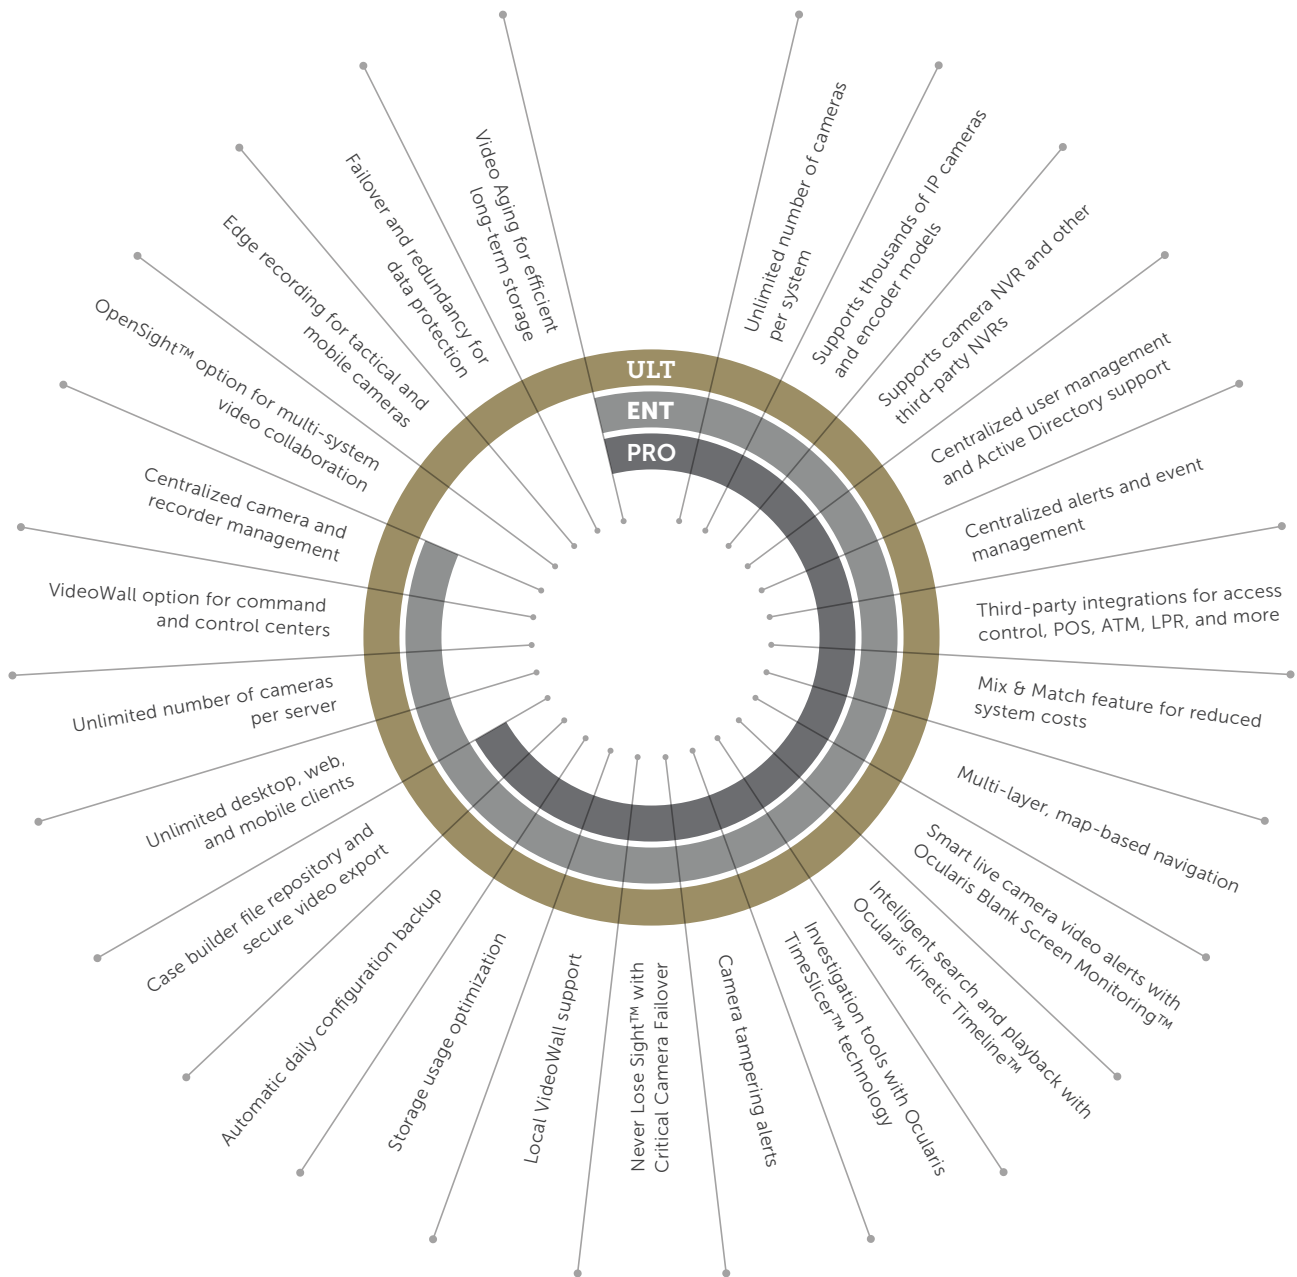 ULT
ENT
PRO
Unlimited number of cameras
per system
Supports thousands of IP cameras
and encoder models
Supports camera NVR and other
third-party NVRs
Centralized user management
and Active Directory support
Centralized alerts and event
management
Third-party integrations for access
control, POS, ATM, LPR, and more
Mix & Match feature for reduced
system costs
Multi-layer, map-based navigation
Smart live camera video alerts with
Ocularis Blank Screen Monitoring™
Intelligent search and playback with
Ocularis Kinetic Timeline™
Investigation tools with Ocularis
TimeSlicer™ technology
Camera tampering alerts
Never Lose Sight™ with
Critical Camera Failover
Local VideoWall support
Storage usage optimization
Automatic daily configuration backup
Case builder file repository and
secure video export
Unlimited desktop, web,
and mobile clients
Unlimited number of cameras
per server
VideoWall option for command
and control centers
Centralized camera and
recorder management
OpenSight™ option for multi-system
video collaboration
Edge recording for tactical and
mobile cameras
Failover and redundancy for
data protection
Video Aging for efficient
long-term storage